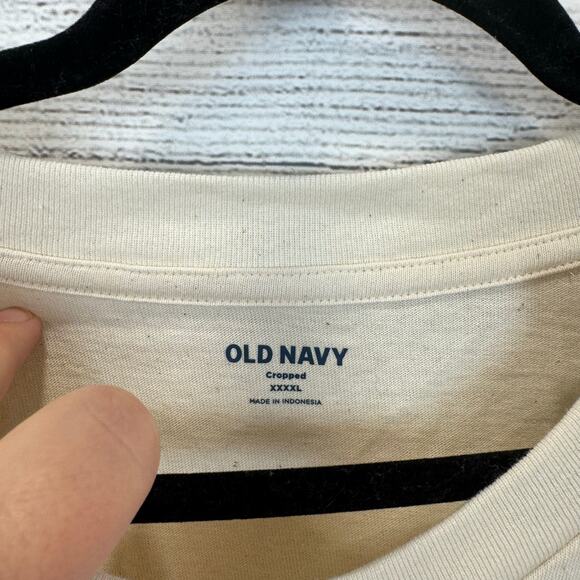 OLD NAVY
Cropped
XXXXL
MADE IN INDONESIA